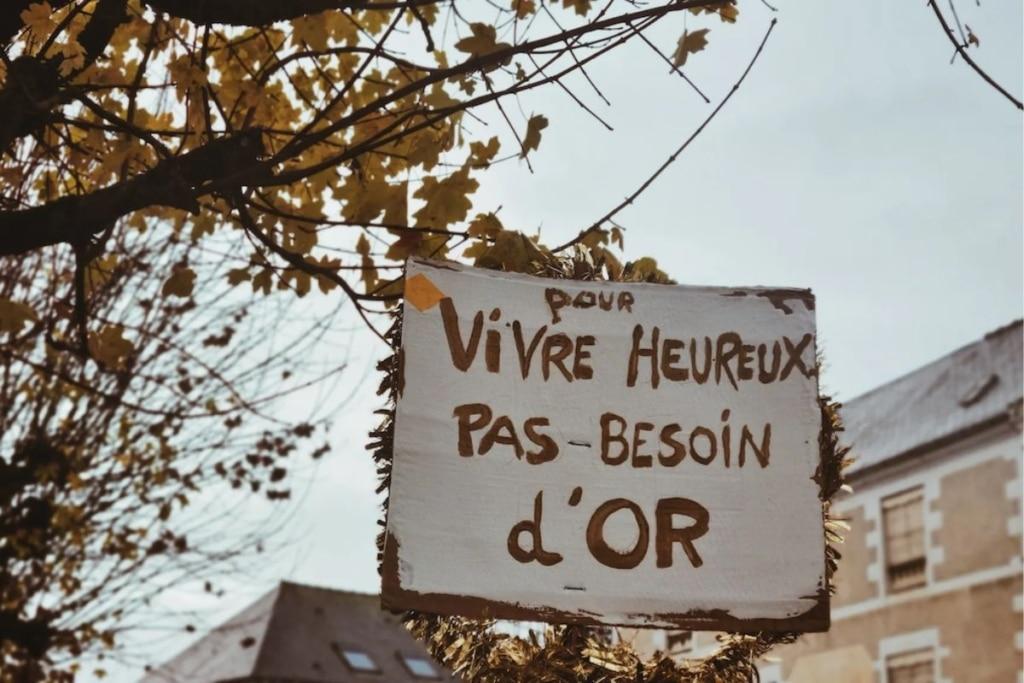 POUR
ViVRE HEUREUX
PAS - BESOiN
d'OR